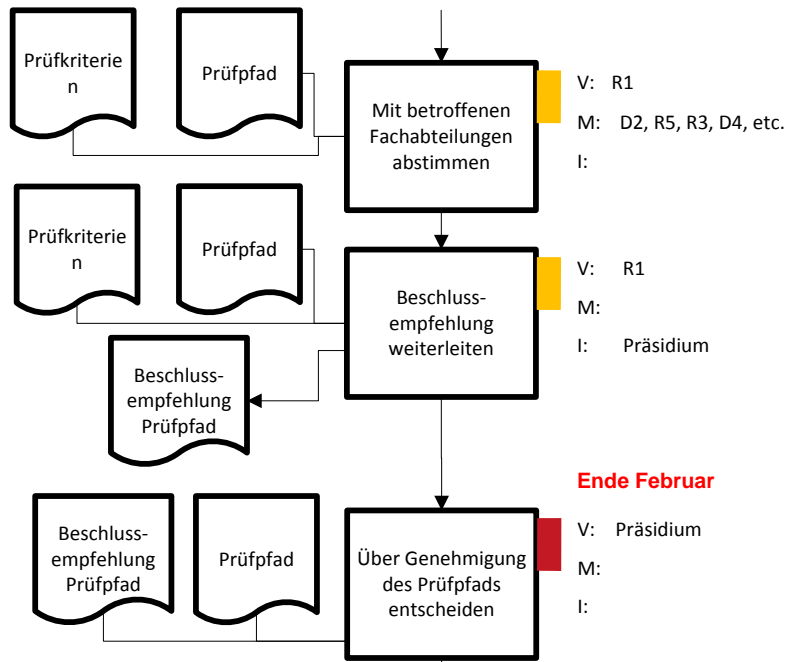 Prüfkriterie
n
Prüfpfad
Mit betroffenen
Fachabteilungen
abstimmen
V: R1
M: D2, R5, R3, D4, etc.
I:
Prüfkriterie
n
Prüfpfad
Beschluss-
empfehlung
weiterleiten
V: R1
M:
I: Präsidium
Beschluss-
empfehlung
Prüfpfad
Ende Februar
Beschluss-
empfehlung
Prüfpfad
Prüfpfad
Über Genehmigung
des Prüfpfads
entscheiden
V: Präsidium
M:
I: